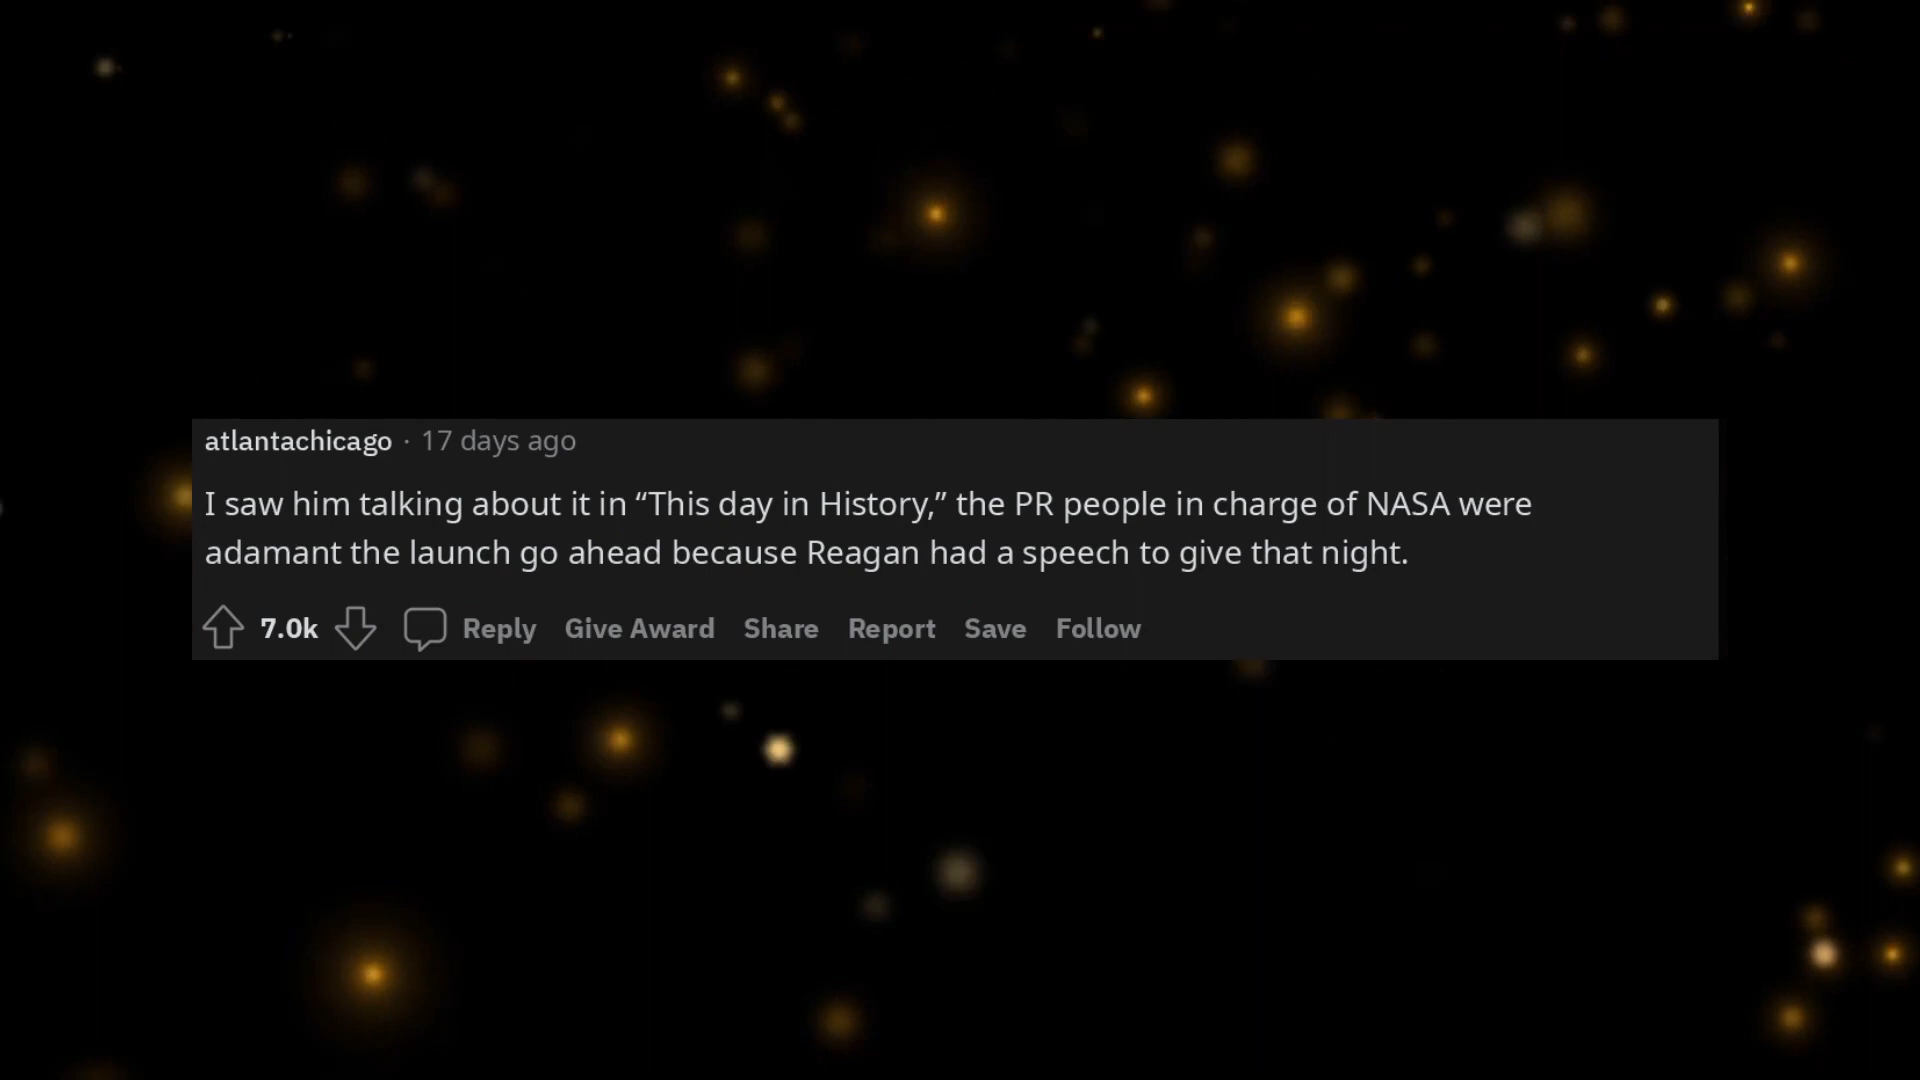 atlantachicago · 17 days ago
I saw him talking about it in “This day in History,” the PR people in charge of NASA were
adamant the launch go ahead because Reagan had a speech to give that night.
7.0k Reply Give Award Share Report Save Follow